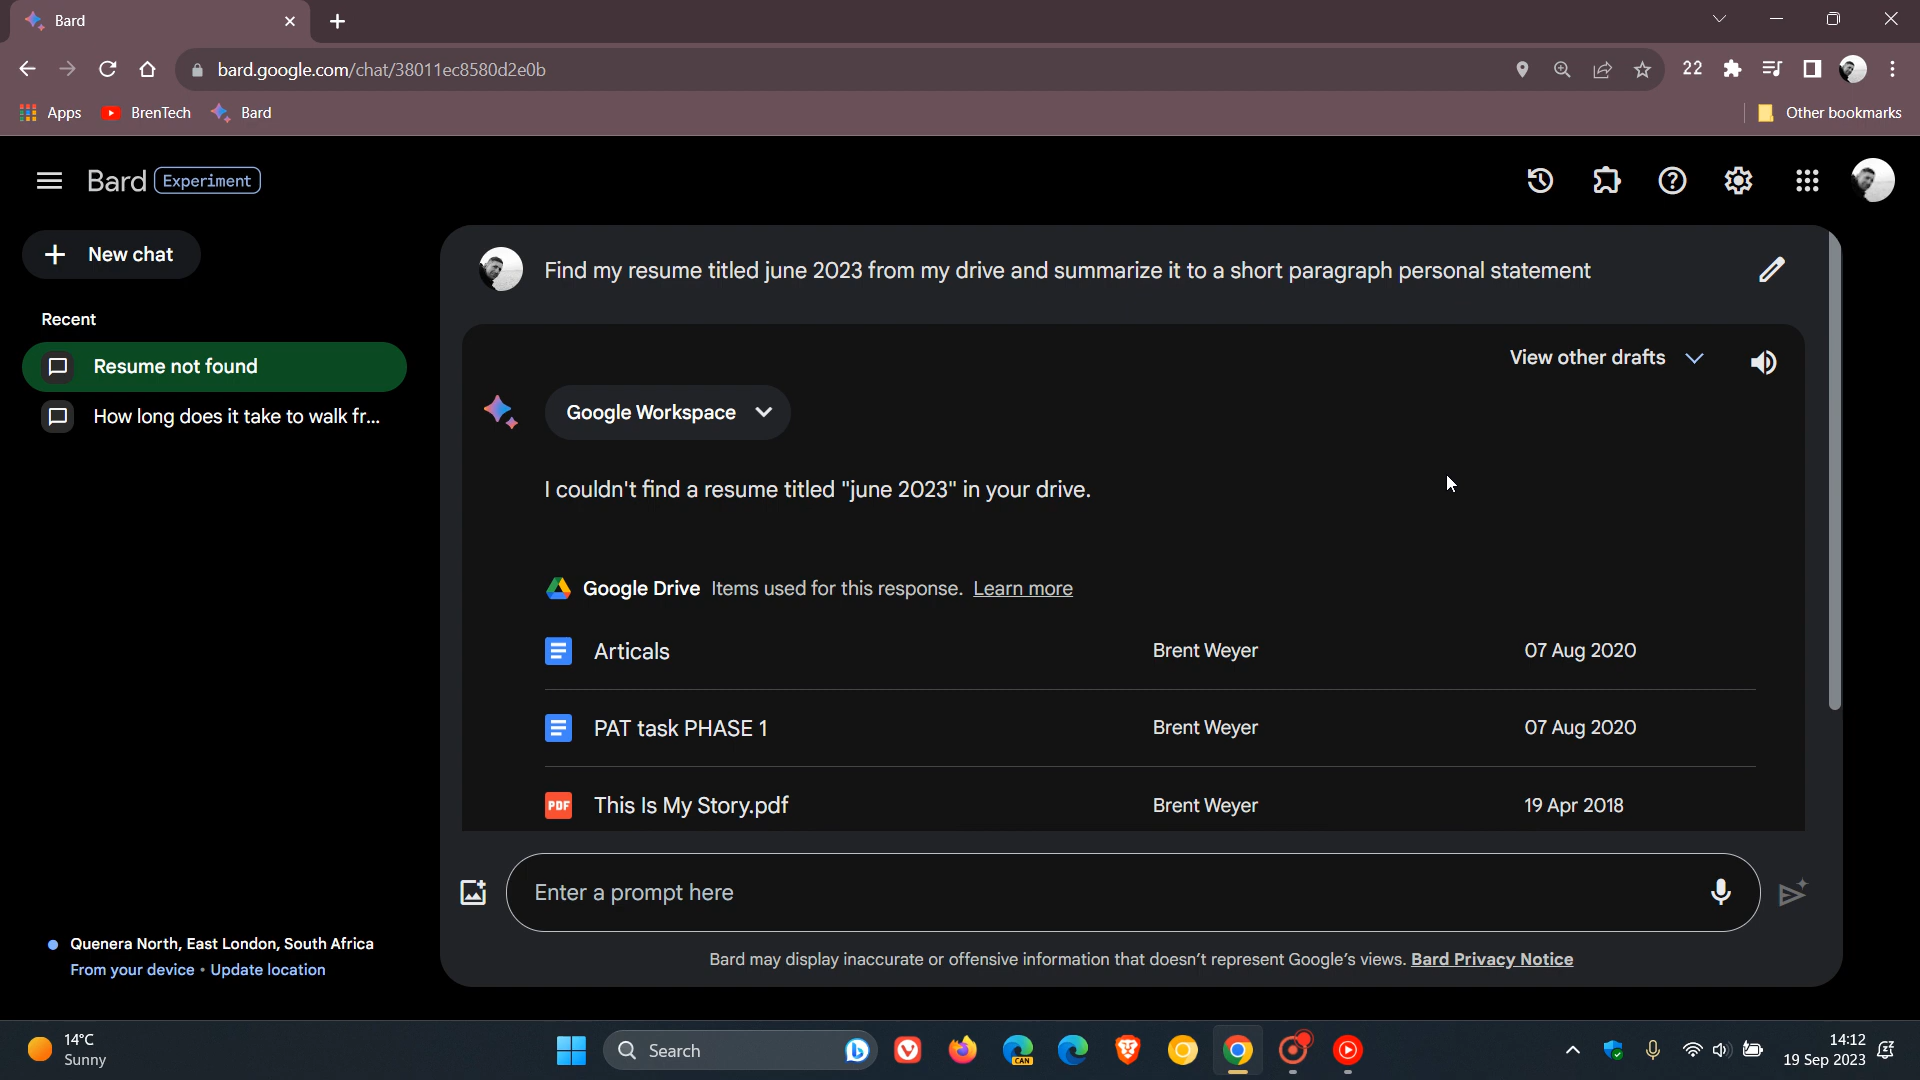 Bard
bard.google.com/chat/38011ec8580d2e0b
22
Apps
BrenTech
Bard
Other bookmarks
Bard Experiment
New chat
Recent
Resume not found
How long does it take to walk fr...
Quenera North, East London, South Africa
From your device • Update location
Find my resume titled june 2023 from my drive and summarize it to a short paragraph personal statement
View other drafts
Google Workspace
I couldn't find a resume titled "june 2023" in your drive.
Google Drive Items used for this response. Learn more
Articals Brent Weyer 07 Aug 2020
PAT task PHASE 1 Brent Weyer 07 Aug 2020
PDF This Is My Story.pdf Brent Weyer 19 Apr 2018
Enter a prompt here
Bard may display inaccurate or offensive information that doesn't represent Google's views. Bard Privacy Notice
14°C
Sunny
Search
CAN
14:12
19 Sep 2023